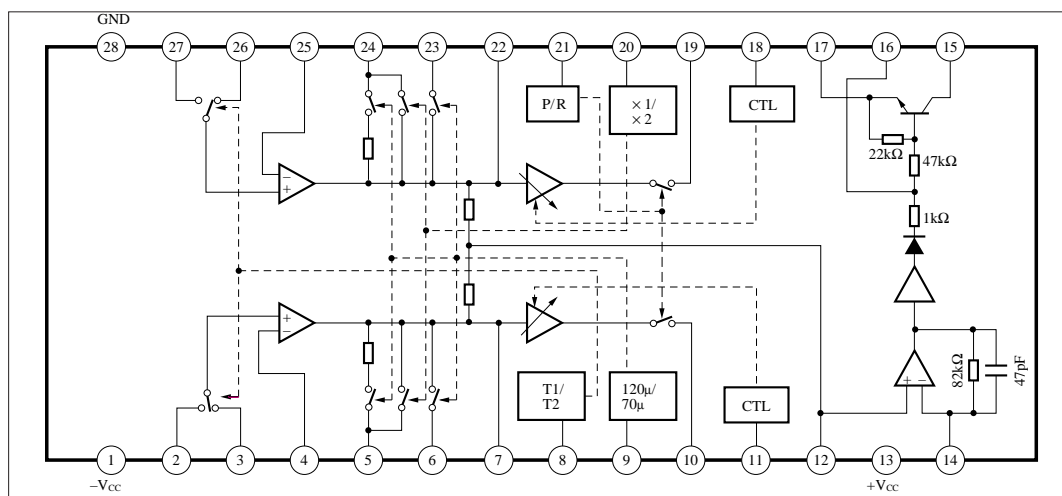 GND
28 27 26 25 24 23 22 21 20 19 18 17 16 15
P/R
× 1/
× 2
CTL
22kΩ
47kΩ
1kΩ
−
+
+
−
T1/
T2
120µ/
70µ
CTL
+ −
82kΩ
47pF
1 2 3 4 5 6 7 8 9 10 11 12 13 14
–VCC
+VCC